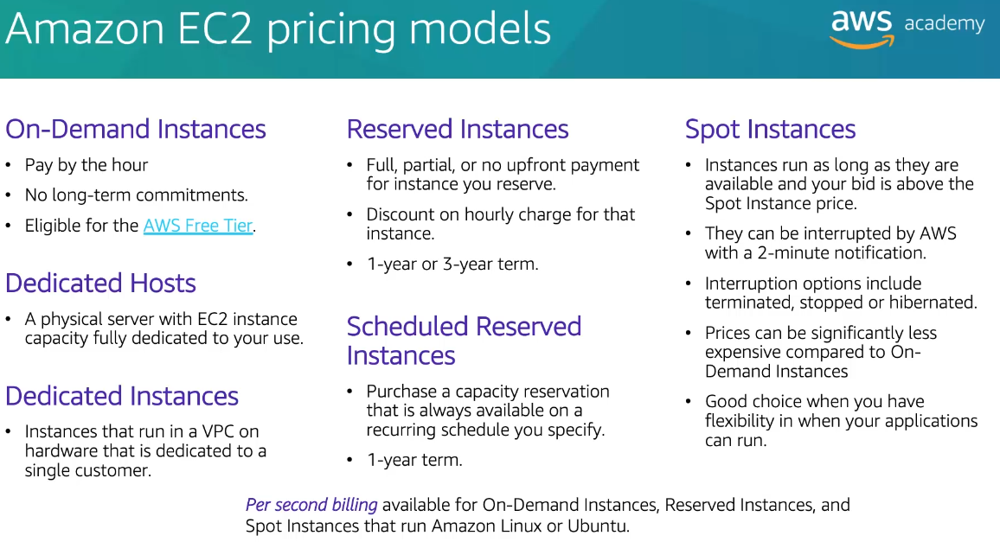 Amazon EC2 pricing models
aws academy
On-Demand Instances
• Pay by the hour
• No long-term commitments.
• Eligible for the AWS Free Tier.
Dedicated Hosts
• A physical server with EC2 instance
capacity fully dedicated to your use.
Dedicated Instances
• Instances that run in a VPC on
hardware that is dedicated to a
single customer.
Reserved Instances
• Full, partial, or no upfront payment
for instance you reserve.
• Discount on hourly charge for that
instance.
• 1-year or 3-year term.
Scheduled Reserved
Instances
• Purchase a capacity reservation
that is always available on a
recurring schedule you specify.
• 1-year term.
Spot Instances
• Instances run as long as they are
available and your bid is above the
Spot Instance price.
• They can be interrupted by AWS
with a 2-minute notification.
• Interruption options include
terminated, stopped or hibernated.
• Prices can be significantly less
expensive compared to On-
Demand Instances
• Good choice when you have
flexibility in when your applications
can run.
Per second billing available for On-Demand Instances, Reserved Instances, and
Spot Instances that run Amazon Linux or Ubuntu.